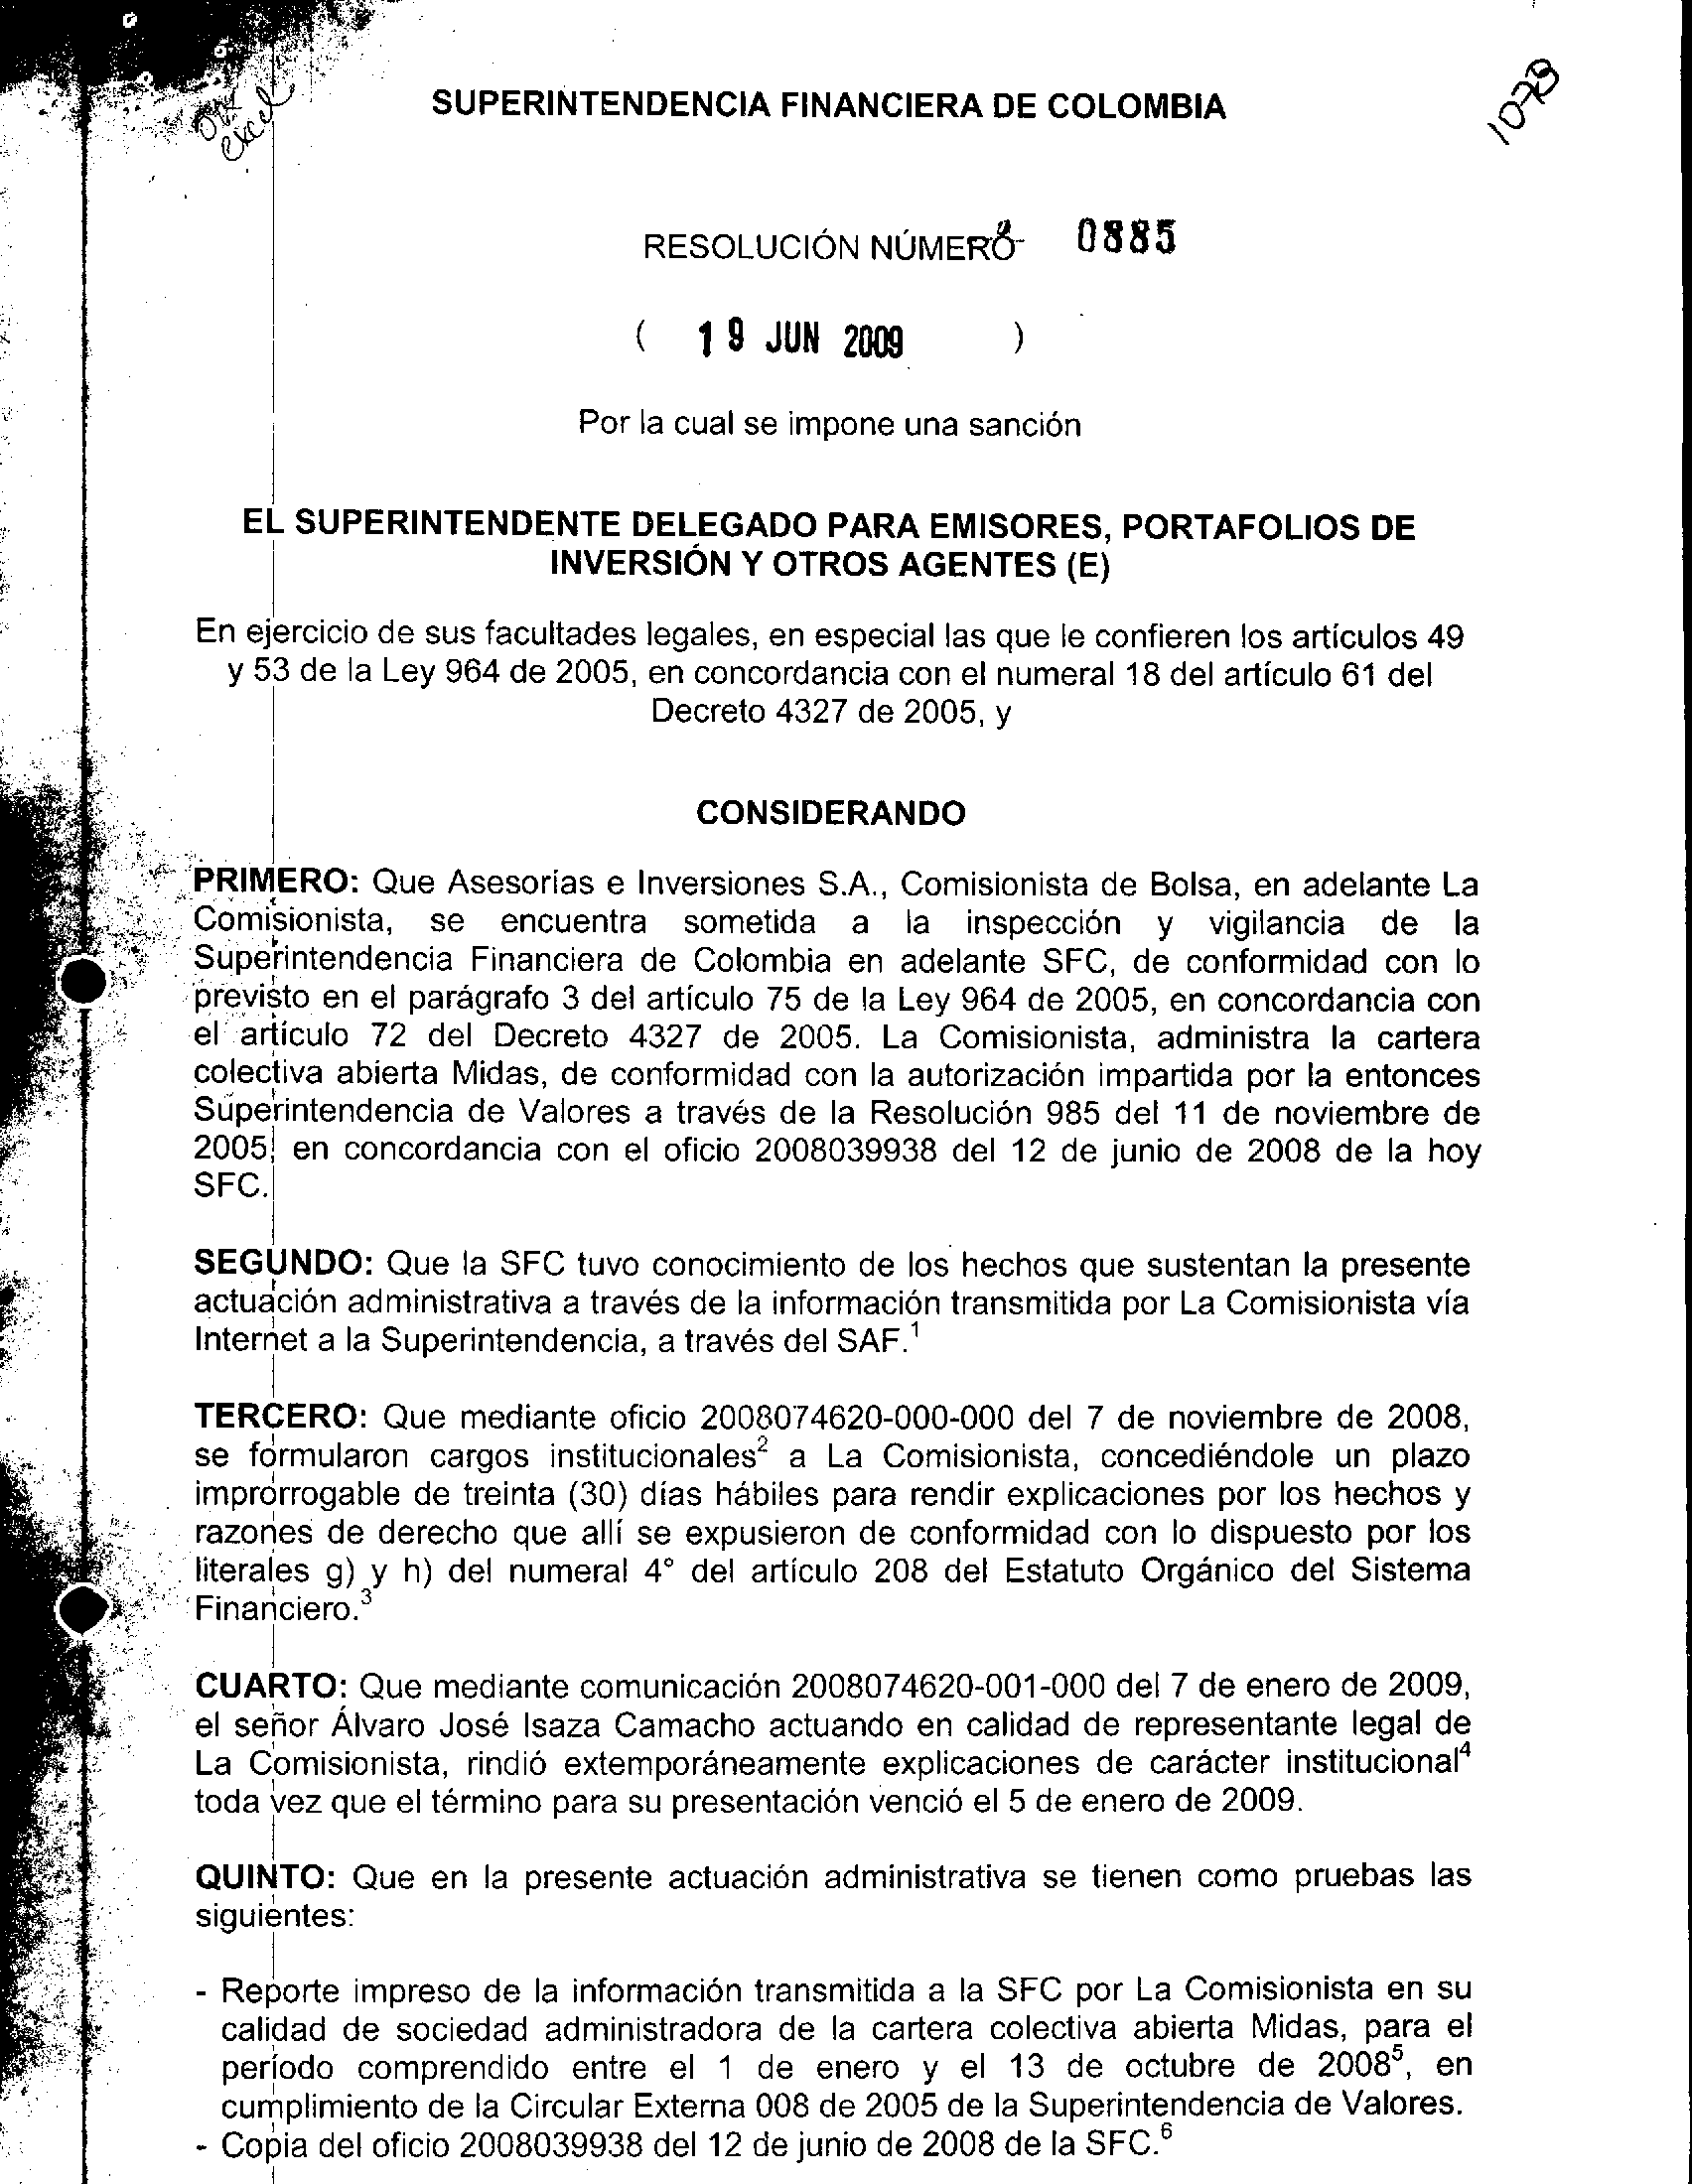 SUPERINTENDENCIA FINANCIERA DE COLOMBIA
1078
excel
RESOLUCIÓN NÚMERO 0885
( 19 JUN 2009 )
Por la cual se impone una sanción
EL SUPERINTENDENTE DELEGADO PARA EMISORES, PORTAFOLIOS DE
INVERSIÓN Y OTROS AGENTES (E)
En ejercicio de sus facultades legales, en especial las que le confieren los artículos 49
y 53 de la Ley 964 de 2005, en concordancia con el numeral 18 del artículo 61 del
Decreto 4327 de 2005, y
CONSIDERANDO
PRIMERO: Que Asesorías e Inversiones S.A., Comisionista de Bolsa, en adelante La
Comisionista, se encuentra sometida a la inspección y vigilancia de la
Superintendencia Financiera de Colombia en adelante SFC, de conformidad con lo
previsto en el parágrafo 3 del artículo 75 de la Ley 964 de 2005, en concordancia con
el artículo 72 del Decreto 4327 de 2005. La Comisionista, administra la cartera
colectiva abierta Midas, de conformidad con la autorización impartida por la entonces
Superintendencia de Valores a través de la Resolución 985 del 11 de noviembre de
2005, en concordancia con el oficio 2008039938 del 12 de junio de 2008 de la hoy
SFC.
SEGUNDO: Que la SFC tuvo conocimiento de los hechos que sustentan la presente
actuación administrativa a través de la información transmitida por La Comisionista vía
Internet a la Superintendencia, a través del SAF.¹
TERCERO: Que mediante oficio 2008074620-000-000 del 7 de noviembre de 2008,
se formularon cargos institucionales² a La Comisionista, concediéndole un plazo
improrrogable de treinta (30) días hábiles para rendir explicaciones por los hechos y
razones de derecho que allí se expusieron de conformidad con lo dispuesto por los
literales g) y h) del numeral 4° del artículo 208 del Estatuto Orgánico del Sistema
Financiero.³
CUARTO: Que mediante comunicación 2008074620-001-000 del 7 de enero de 2009,
el señor Álvaro José Isaza Camacho actuando en calidad de representante legal de
La Comisionista, rindió extemporáneamente explicaciones de carácter institucional⁴
toda vez que el término para su presentación venció el 5 de enero de 2009.
QUINTO: Que en la presente actuación administrativa se tienen como pruebas las
siguientes:
- Reporte impreso de la información transmitida a la SFC por La Comisionista en su
calidad de sociedad administradora de la cartera colectiva abierta Midas, para el
período comprendido entre el 1 de enero y el 13 de octubre de 2008⁵, en
cumplimiento de la Circular Externa 008 de 2005 de la Superintendencia de Valores.
- Copia del oficio 2008039938 del 12 de junio de 2008 de la SFC.⁶